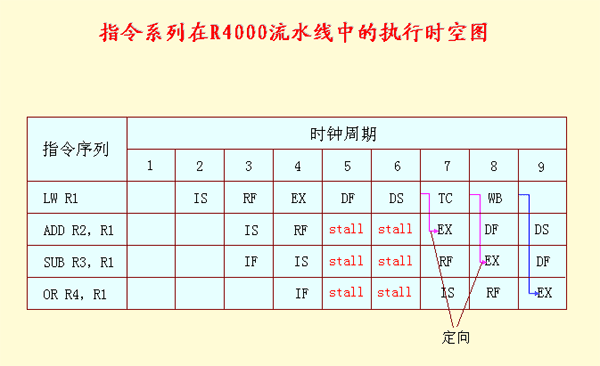 指令系列在R4000流水线中的执行时空图
指令序列 时钟周期
1 2 3 4 5 6 7 8 9
LW R1 IS RF EX DF DS TC WB
ADD R2, R1 IS RF stall stall EX DF DS
SUB R3, R1 IF IS stall stall RF EX DF
OR R4, R1 IF stall stall IS RF EX
定向